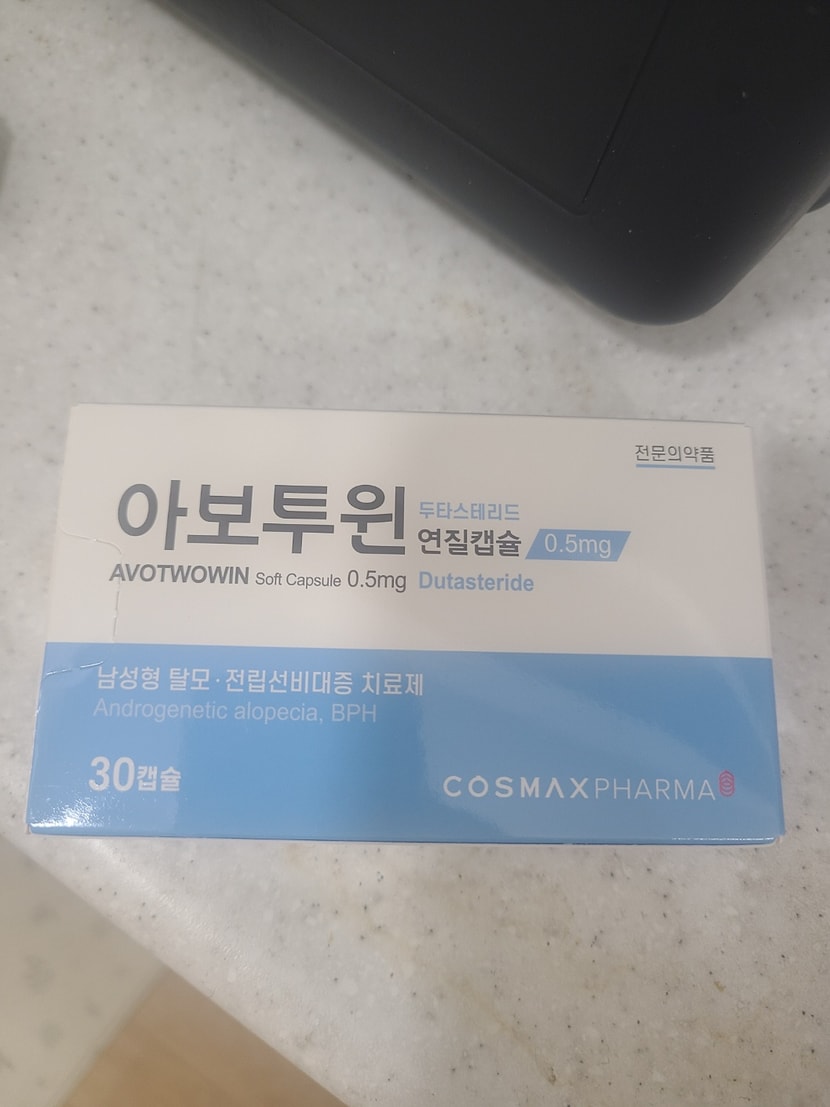 전문의약품
아보투윈 두타스테리드 연질캡슐 0.5mg
AVOTWOWIN Soft Capsule 0.5mg Dutasteride
남성형 탈모·전립선비대증 치료제
Androgenetic alopecia, BPH
30캡슐
COSMAXPHARMA